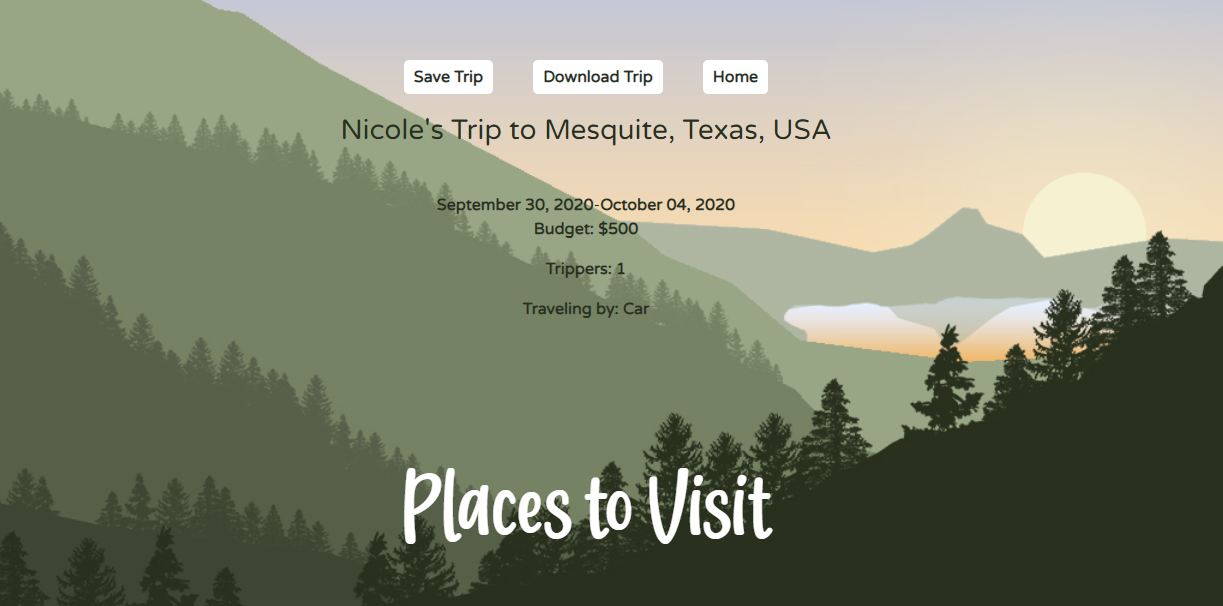 Save Trip Download Trip Home
Nicole's Trip to Mesquite, Texas, USA
September 30, 2020-October 04, 2020
Budget: $500
Trippers: 1
Traveling by: Car
Places to Visit